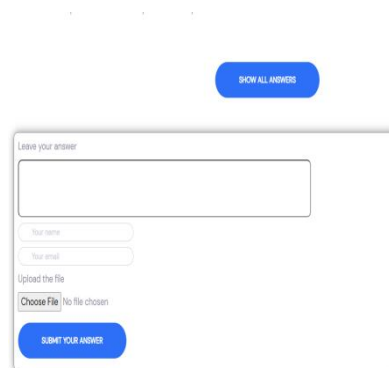 SHOW ALL ANSWERS
Leave your answer
Your name
Your email
Upload the file
Choose File No file chosen
SUBMIT YOUR ANSWER